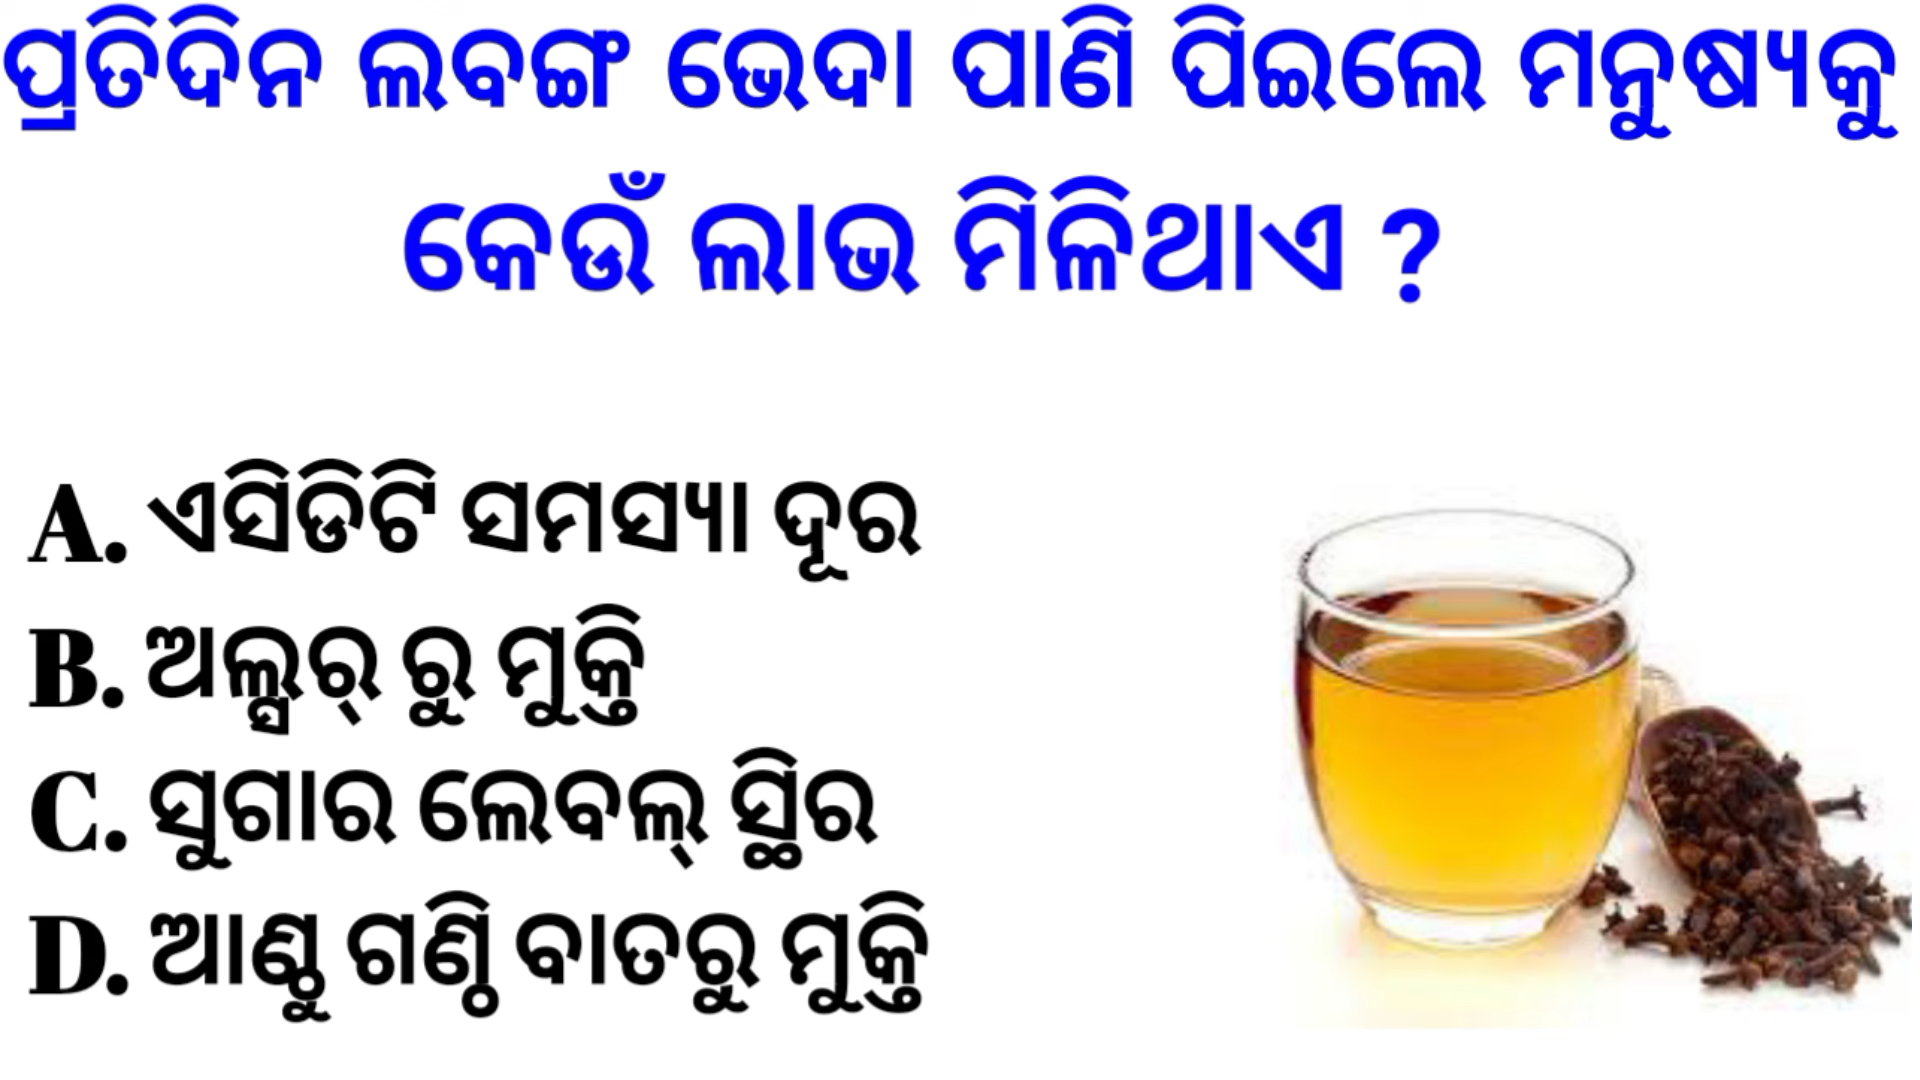 ପ୍ରତିଦିନ ଲବଙ୍ଗ ଭେଦା ପାଣି ପିଇଲେ ମନୁଷ୍ୟକୁ
କେଉଁ ଲାଭ ମିଳିଥାଏ ?
A. ଏସିଡିଟି ସମସ୍ୟା ଦୂର
B. ଅଲ୍ସର୍ ରୁ ମୁକ୍ତି
C. ସୁଗାର ଲେବଲ୍ ସ୍ଥିର
D. ଆଣ୍ଠୁ ଗଣ୍ଠି ବାତରୁ ମୁକ୍ତି